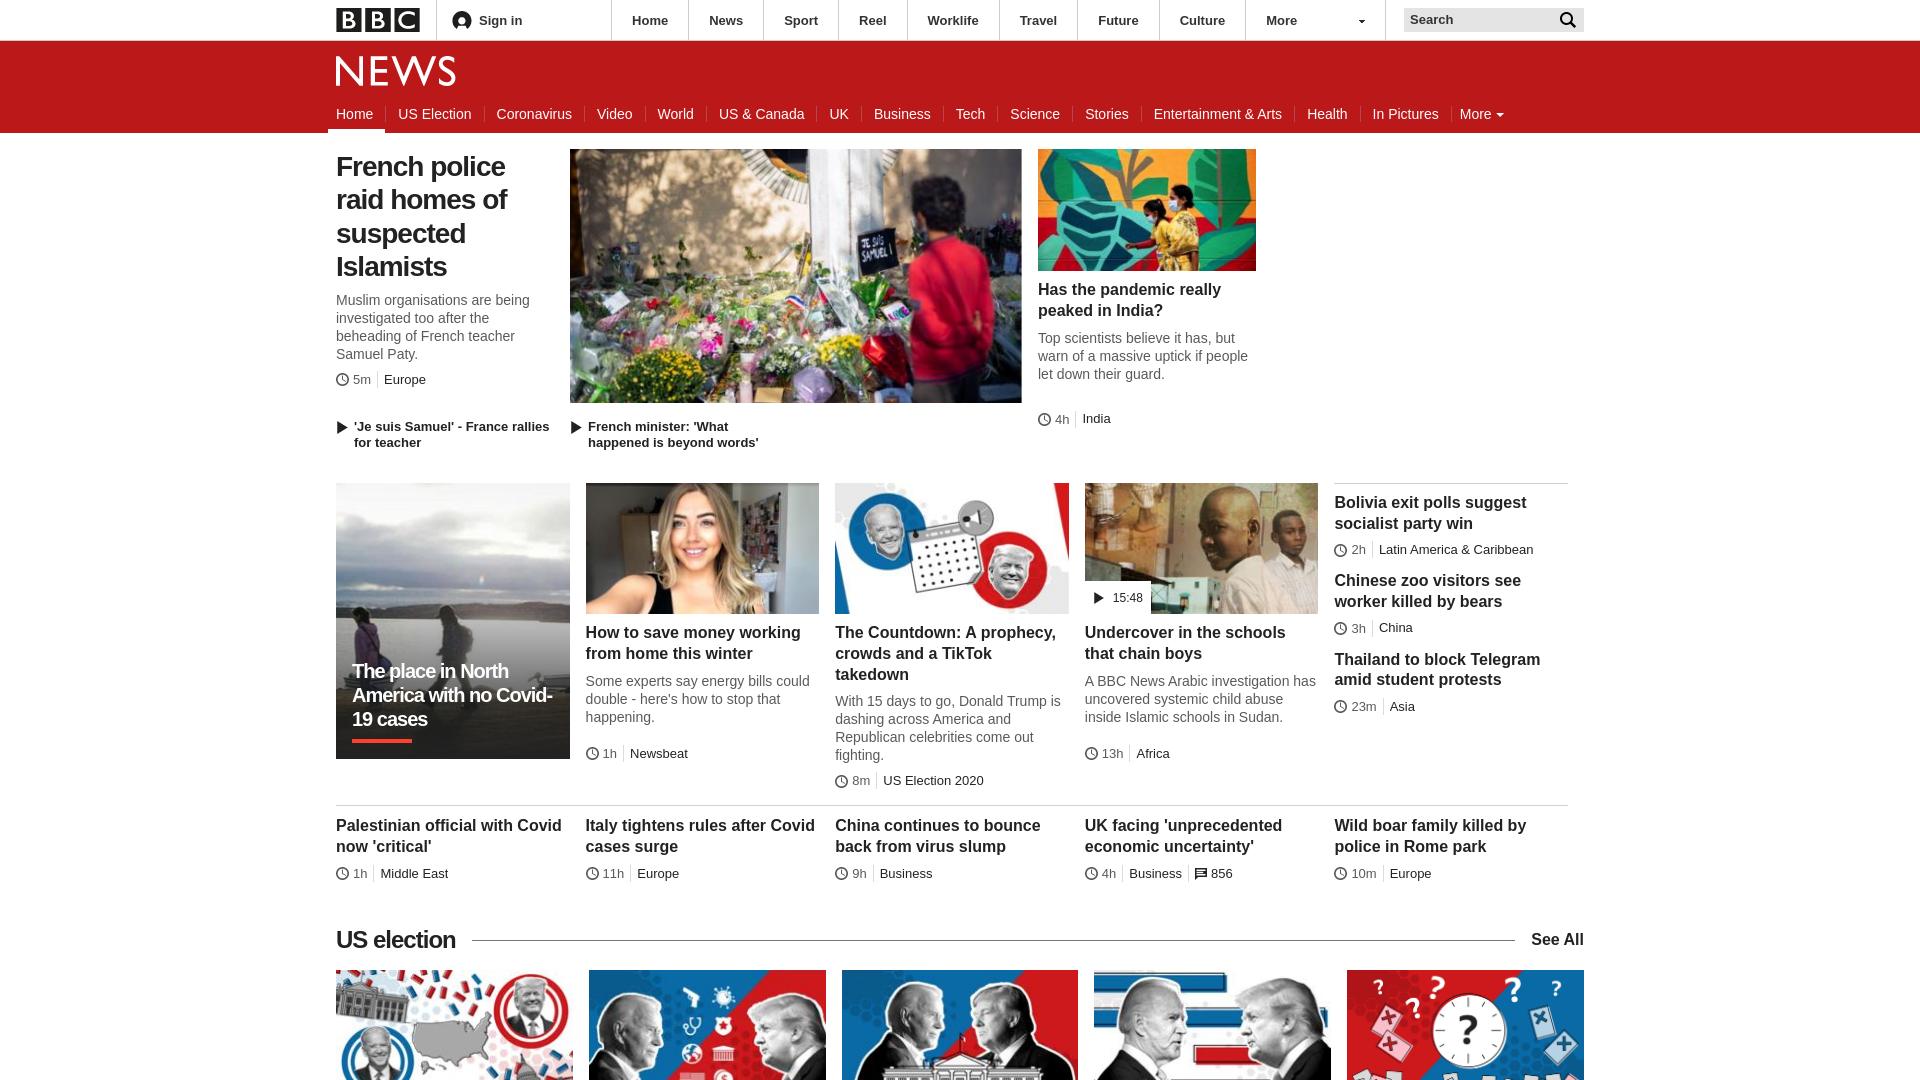 BBC
Sign in
Home
News
Sport
Reel
Worklife
Travel
Future
Culture
More
Search
NEWS
Home
US Election
Coronavirus
Video
World
US & Canada
UK
Business
Tech
Science
Stories
Entertainment & Arts
Health
In Pictures
More
French police
raid homes of
suspected
Islamists
Muslim organisations are being
investigated too after the
beheading of French teacher
Samuel Paty.
5m
Europe
JE SUIS
SAMUEL !
'Je suis Samuel' - France rallies
for teacher
French minister: 'What
happened is beyond words'
Has the pandemic really
peaked in India?
Top scientists believe it has, but
warn of a massive uptick if people
let down their guard.
4h
India
The place in North
America with no Covid-
19 cases
How to save money working
from home this winter
Some experts say energy bills could
double - here's how to stop that
happening.
1h
Newsbeat
The Countdown: A prophecy,
crowds and a TikTok
takedown
With 15 days to go, Donald Trump is
dashing across America and
Republican celebrities come out
fighting.
8m
US Election 2020
15:48
Undercover in the schools
that chain boys
A BBC News Arabic investigation has
uncovered systemic child abuse
inside Islamic schools in Sudan.
13h
Africa
Bolivia exit polls suggest
socialist party win
2h
Latin America & Caribbean
Chinese zoo visitors see
worker killed by bears
3h
China
Thailand to block Telegram
amid student protests
23m
Asia
Palestinian official with Covid
now 'critical'
1h
Middle East
Italy tightens rules after Covid
cases surge
11h
Europe
China continues to bounce
back from virus slump
9h
Business
UK facing 'unprecedented
economic uncertainty'
4h
Business
856
Wild boar family killed by
police in Rome park
10m
Europe
US election
See All
? ? ? ? ? ? ?